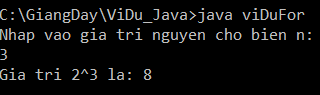 C:\GiangDay\ViDu_Java>java viDuFor
Nhap vao gia tri nguyen cho bien n:
3
Gia tri 2^3 la: 8